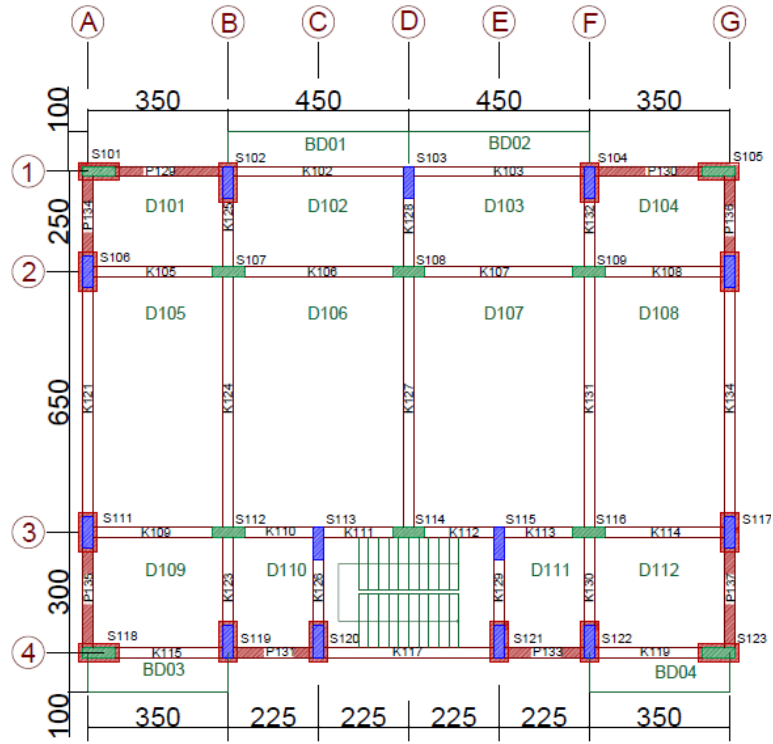 A B C D E F G
350 450 450 350
100
BD01 BD02
S101 S102 S103 S104 S105
1
P129 K102 K103 P130
D101 D102 D103 D104
250
P134 K125 K128 K132 P136
S106 S107 S108 S109
2
K105 K106 K107 K108
D105 D106 D107 D108
650
K121 K124 K127 K131 K134
S111 S112 S113 S114 S115 S116 S117
3
K109 K110 K111 K112 K113 K114
D109 D110 D111 D112
300
P135 K123 K126 K129 K130 P137
S118 S119 S120 S121 S122 S123
4
K115 P131 K117 P133 K119
BD03 BD04
100
350 225 225 225 225 350